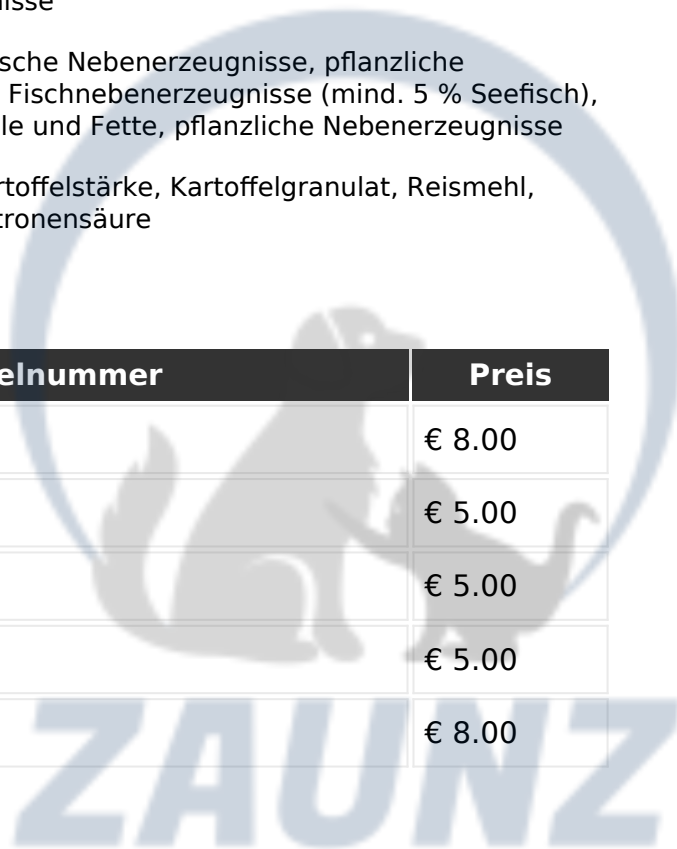 nisse
sche Nebenerzeugnisse, pflanzliche
Fischnebenerzeugnisse (mind. 5 % Seefisch),
le und Fette, pflanzliche Nebenerzeugnisse
rtoffelstärke, Kartoffelgranulat, Reismehl,
tronensäure
elnummer Preis
€ 8.00
€ 5.00
€ 5.00
€ 5.00
€ 8.00
ZAUNZ